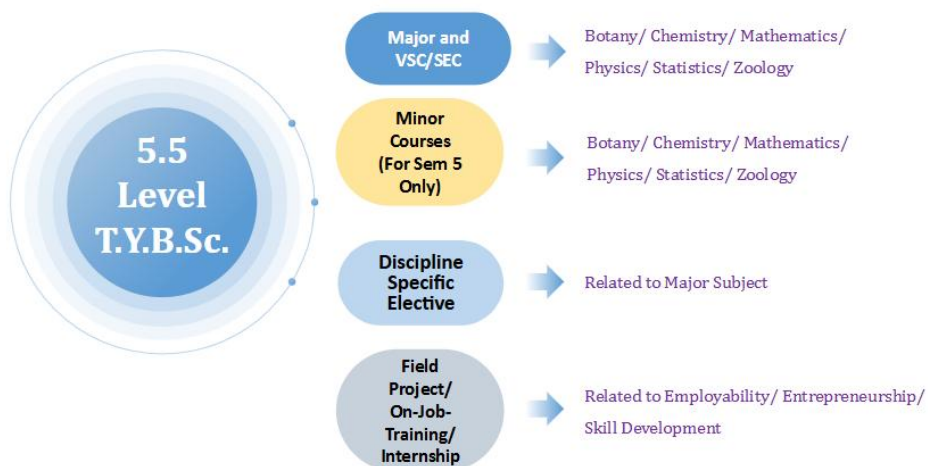 5.5
Level
T.Y.B.Sc.
Major and
VSC/SEC
Botany/ Chemistry/ Mathematics/
Physics/ Statistics/ Zoology
Minor
Courses
(For Sem 5
Only)
Botany/ Chemistry/ Mathematics/
Physics/ Statistics/ Zoology
Discipline
Specific
Elective
Related to Major Subject
Field
Project/
On-Job-
Training/
Internship
Related to Employability/ Entrepreneurship/
Skill Development